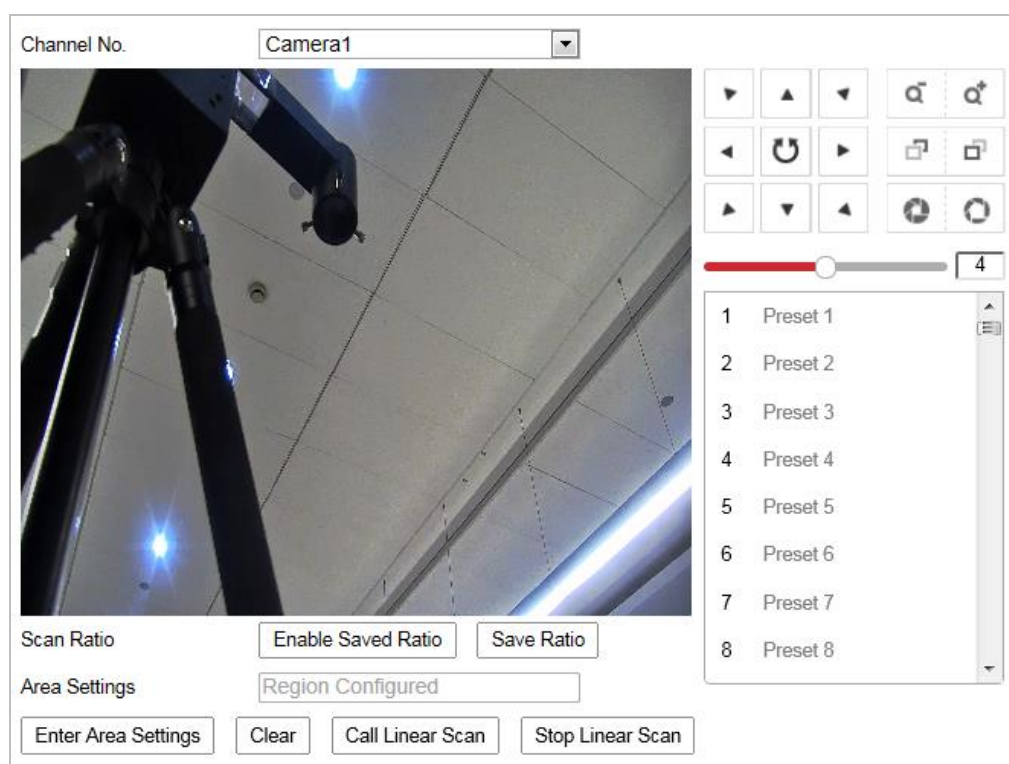 Channel No. Camera1
4
1 Preset 1
2 Preset 2
3 Preset 3
4 Preset 4
5 Preset 5
6 Preset 6
7 Preset 7
8 Preset 8
Scan Ratio Enable Saved Ratio Save Ratio
Area Settings Region Configured
Enter Area Settings Clear Call Linear Scan Stop Linear Scan